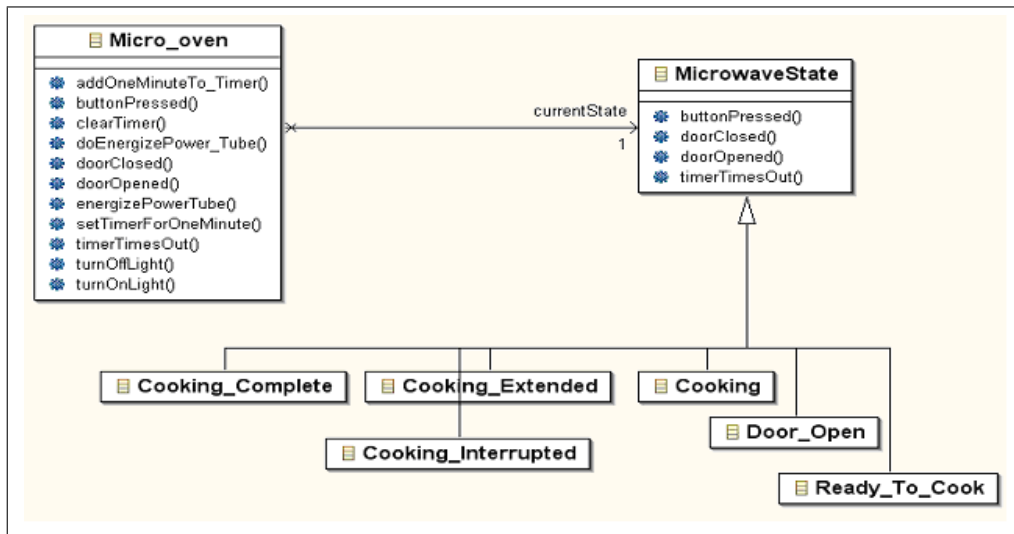 Micro_oven
addOneMinuteTo_Timer()
buttonPressed()
clearTimer()
doEnergizePower_Tube()
doorClosed()
doorOpened()
energizePowerTube()
setTimerForOneMinute()
timerTimesOut()
turnOffLight()
turnOnLight()
currentState
1
MicrowaveState
buttonPressed()
doorClosed()
doorOpened()
timerTimesOut()
Cooking_Complete
Cooking_Extended
Cooking
Door_Open
Cooking_Interrupted
Ready_To_Cook